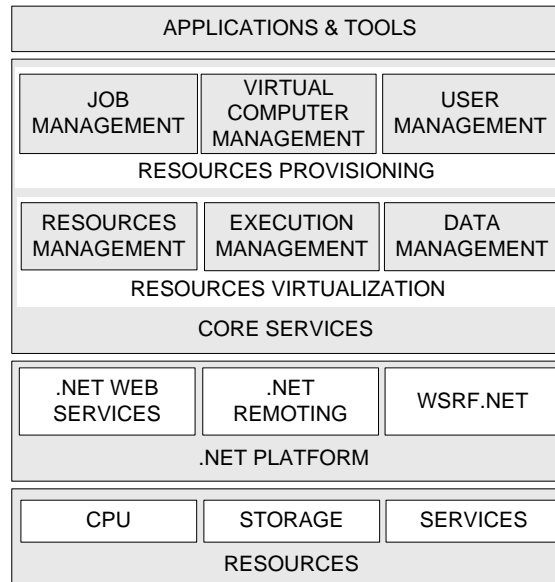 APPLICATIONS & TOOLS
JOB
MANAGEMENT
VIRTUAL
COMPUTER
MANAGEMENT
USER
MANAGEMENT
RESOURCES PROVISIONING
RESOURCES
MANAGEMENT
EXECUTION
MANAGEMENT
DATA
MANAGEMENT
RESOURCES VIRTUALIZATION
CORE SERVICES
.NET WEB
SERVICES
.NET
REMOTING
WSRF.NET
.NET PLATFORM
CPU
STORAGE
SERVICES
RESOURCES